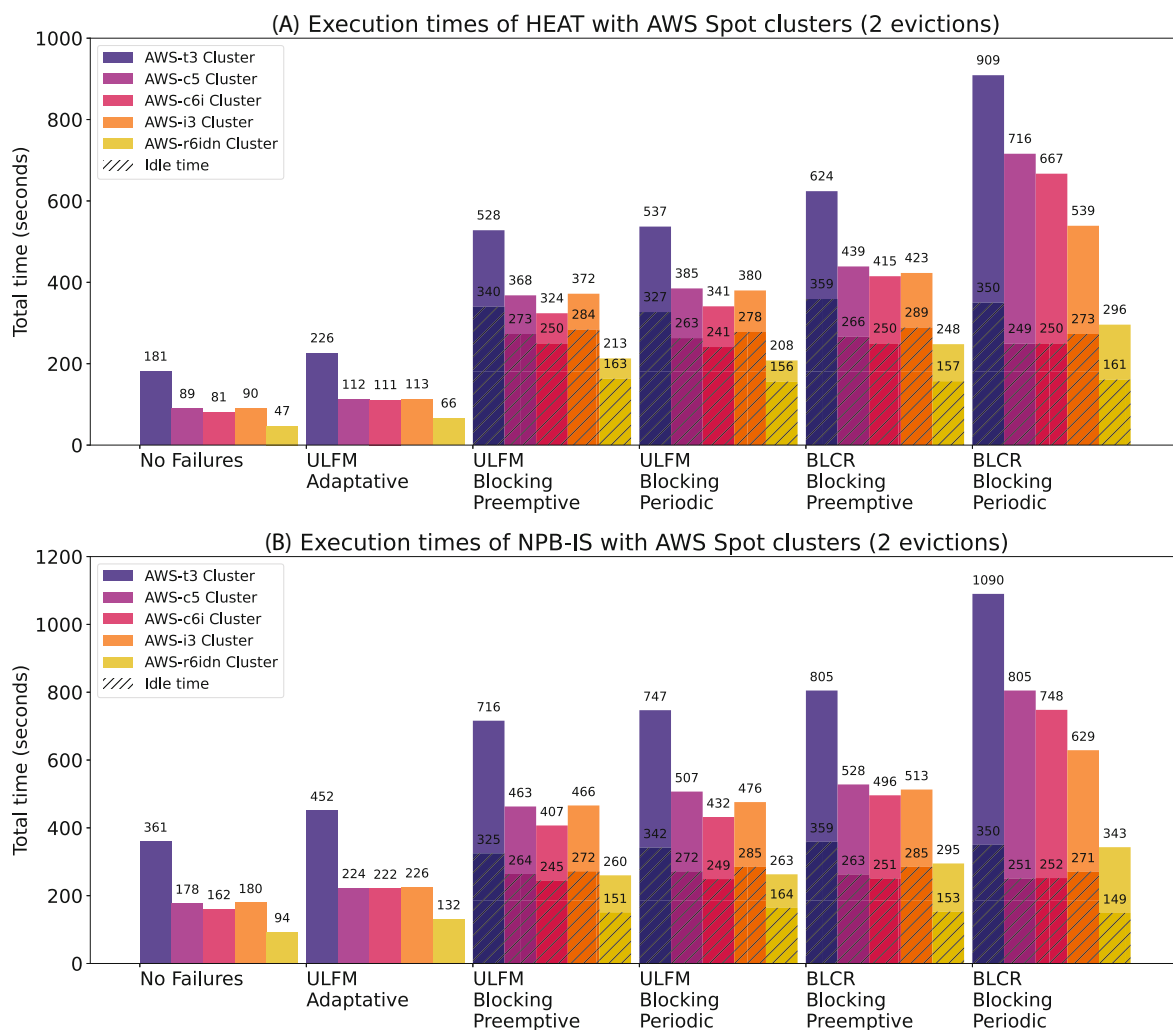 (A) Execution times of HEAT with AWS Spot clusters (2 evictions)
Total time (seconds)
1000
800
600
400
200
0
AWS-t3 Cluster
AWS-c5 Cluster
AWS-c6i Cluster
AWS-i3 Cluster
AWS-r6idn Cluster
Idle time
181
89
81
90
47
226
112
111
113
66
528
340
368
273
324
250
372
284
213
163
537
327
385
263
341
241
380
278
208
156
624
359
439
266
415
250
423
289
248
157
909
350
716
249
667
250
539
273
296
161
No Failures
ULFM
Adaptative
ULFM
Blocking
Preemptive
ULFM
Blocking
Periodic
BLCR
Blocking
Preemptive
BLCR
Blocking
Periodic
(B) Execution times of NPB-IS with AWS Spot clusters (2 evictions)
Total time (seconds)
1200
1000
800
600
400
200
0
AWS-t3 Cluster
AWS-c5 Cluster
AWS-c6i Cluster
AWS-i3 Cluster
AWS-r6idn Cluster
Idle time
361
178
162
180
94
452
224
222
226
132
716
325
463
264
407
245
466
272
260
151
747
342
507
272
432
249
476
285
263
164
805
359
528
263
496
251
513
285
295
153
1090
350
805
251
748
252
629
271
343
149
No Failures
ULFM
Adaptative
ULFM
Blocking
Preemptive
ULFM
Blocking
Periodic
BLCR
Blocking
Preemptive
BLCR
Blocking
Periodic